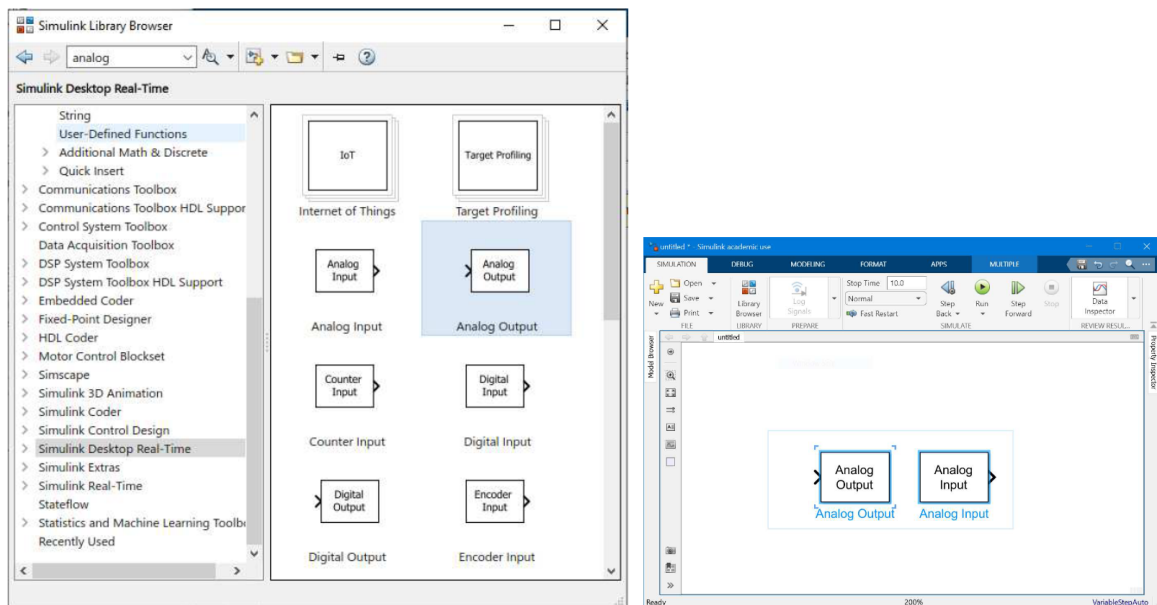 Simulink Library Browser
analog
Simulink Desktop Real-Time
String
User-Defined Functions
Additional Math & Discrete
Quick Insert
Communications Toolbox
Communications Toolbox HDL Suppor
Control System Toolbox
Data Acquisition Toolbox
DSP System Toolbox
DSP System Toolbox HDL Support
Embedded Coder
Fixed-Point Designer
HDL Coder
Motor Control Blockset
Simscape
Simulink 3D Animation
Simulink Coder
Simulink Control Design
Simulink Desktop Real-Time
Simulink Extras
Simulink Real-Time
Stateflow
Statistics and Machine Learning Toolb
Recently Used
IoT
Target Profiling
Internet of Things
Target Profiling
Analog
Input
Analog
Output
Analog Input
Analog Output
Counter
Input
Digital
Input
Counter Input
Digital Input
Digital
Output
Encoder
Input
Digital Output
Encoder Input
untitled * - Simulink academic use
SIMULATION DEBUG MODELING FORMAT APPS MULTIPLE
New
Open
Save
Print
FILE
Library
Browser
LIBRARY
Log
Signals
PREPARE
Stop Time 10.0
Normal
Fast Restart
Step
Back
Run
Step
Forward
Stop
SIMULATE
Data
Inspector
REVIEW RESUL...
Model Browser
untitled
Property Inspector
Analog
Output
Analog
Input
Analog Output
Analog Input
Ready
200%
VariableStepAuto